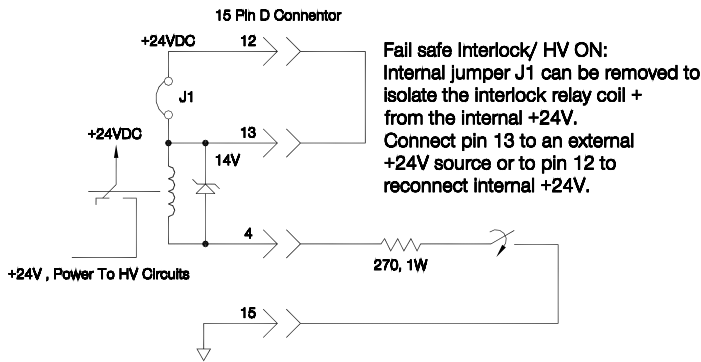 15 Pin D Connentor
+24VDC
12
J1
13
+24VDC
14V
4
270, 1W
+24V , Power To HV Circuits
15
Fail safe Interlock/ HV ON:
Internal jumper J1 can be removed to
isolate the interlock relay coil +
from the internal +24V.
Connect pin 13 to an external
+24V source or to pin 12 to
reconnect internal +24V.